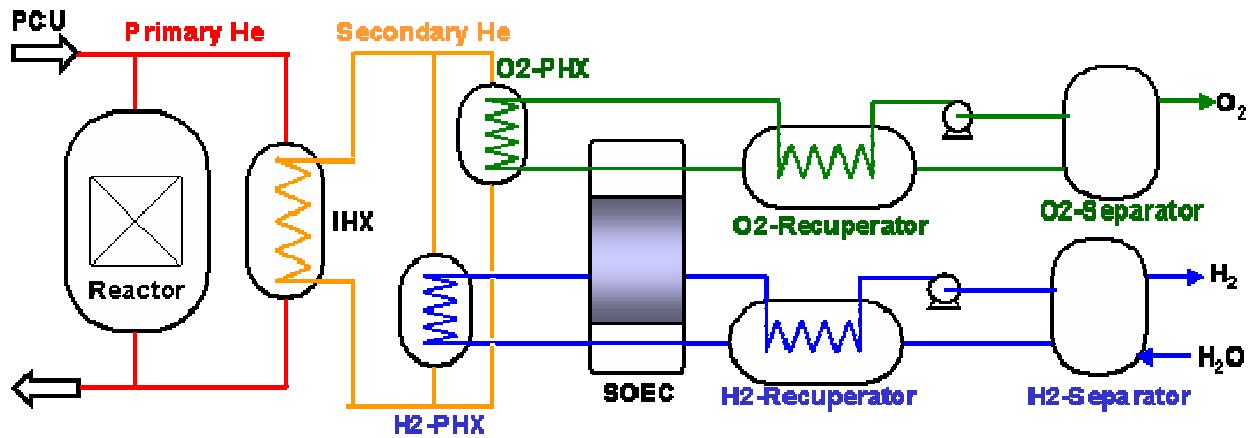 PCU
Primary He
Secondary He
O2-PHX
O₂
IHX
O2-Recuperator
O2-Separator
Reactor
H₂
H₂O
SOEC
H2-Recuperator
H2-Separator
H2-PHX